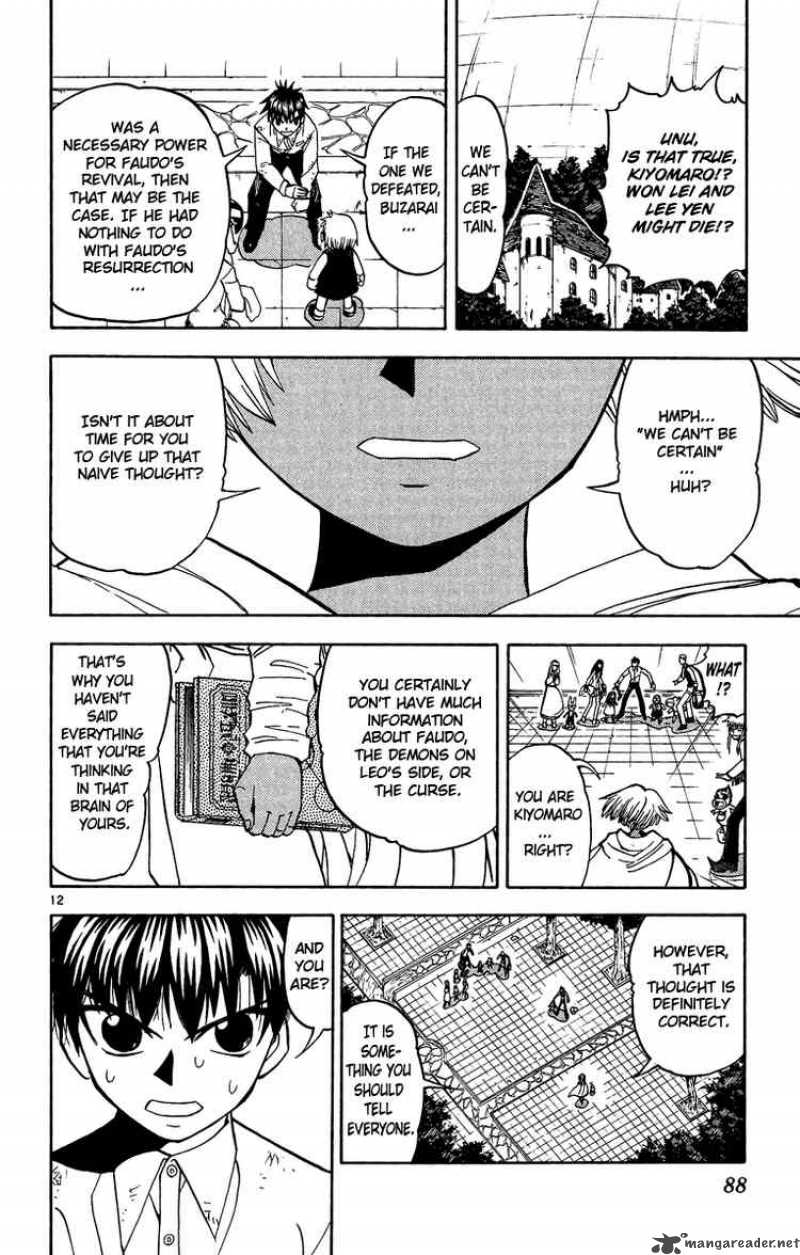 UNU,
IS THAT TRUE,
KIYOMARO!?
WON LEI AND
LEE YEN
MIGHT DIE!?
WE
CAN'T
BE
CER-
TAIN.
IF THE
ONE WE
DEFEATED,
BUZARAI
...
WAS A
NECESSARY POWER
FOR FAUDO'S
REVIVAL, THEN
THAT MAY BE THE
CASE. IF HE HAD
NOTHING TO DO
WITH FAUDO'S
RESURRECTION
...
HMPH...
"WE CAN'T BE
CERTAIN"
...
HUH?
ISN'T IT ABOUT
TIME FOR YOU
TO GIVE UP THAT
NAIVE THOUGHT?
WHAT
!?
YOU ARE
KIYOMARO
...
RIGHT?
YOU CERTAINLY
DON'T HAVE MUCH
INFORMATION
ABOUT FAUDO,
THE DEMONS ON
LEO'S SIDE, OR
THE CURSE.
THAT'S
WHY YOU
HAVEN'T
SAID
EVERYTHING
THAT YOU'RE
THINKING
IN THAT
BRAIN OF
YOURS.
12
HOWEVER,
THAT
THOUGHT IS
DEFINITELY
CORRECT.
IT IS
SOME-
THING YOU
SHOULD
TELL
EVERYONE.
AND
YOU
ARE?
88
mangareader.net